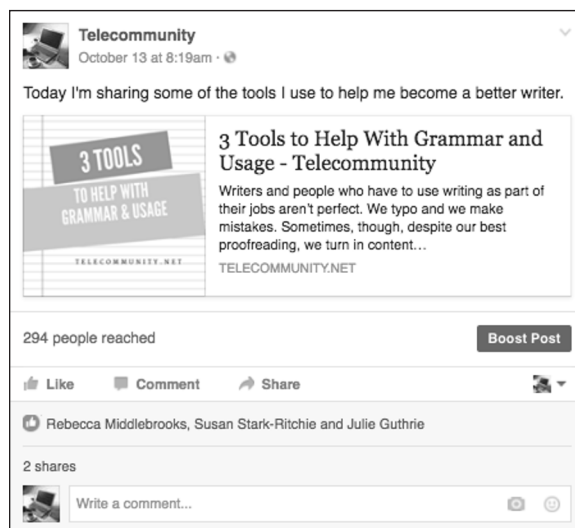 Telecommunity
October 13 at 8:19am ·
Today I'm sharing some of the tools I use to help me become a better writer.
3 TOOLS
TO HELP WITH
GRAMMAR & USAGE
TELECOMMUNITY.NET
3 Tools to Help With Grammar and
Usage - Telecommunity
Writers and people who have to use writing as part of
their jobs aren't perfect. We typo and we make
mistakes. Sometimes, though, despite our best
proofreading, we turn in content…
TELECOMMUNITY.NET
294 people reached
Boost Post
Like Comment Share
Rebecca Middlebrooks, Susan Stark-Ritchie and Julie Guthrie
2 shares
Write a comment...